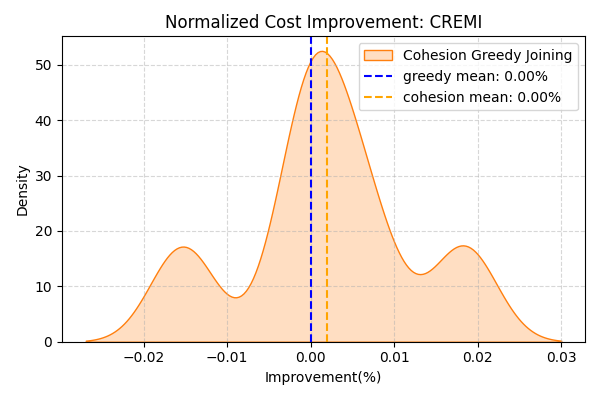 Normalized Cost Improvement: CREMI
Density
50
40
30
20
10
0
Cohesion Greedy Joining
greedy mean: 0.00%
cohesion mean: 0.00%
−0.02
−0.01
0.00
0.01
0.02
0.03
Improvement(%)